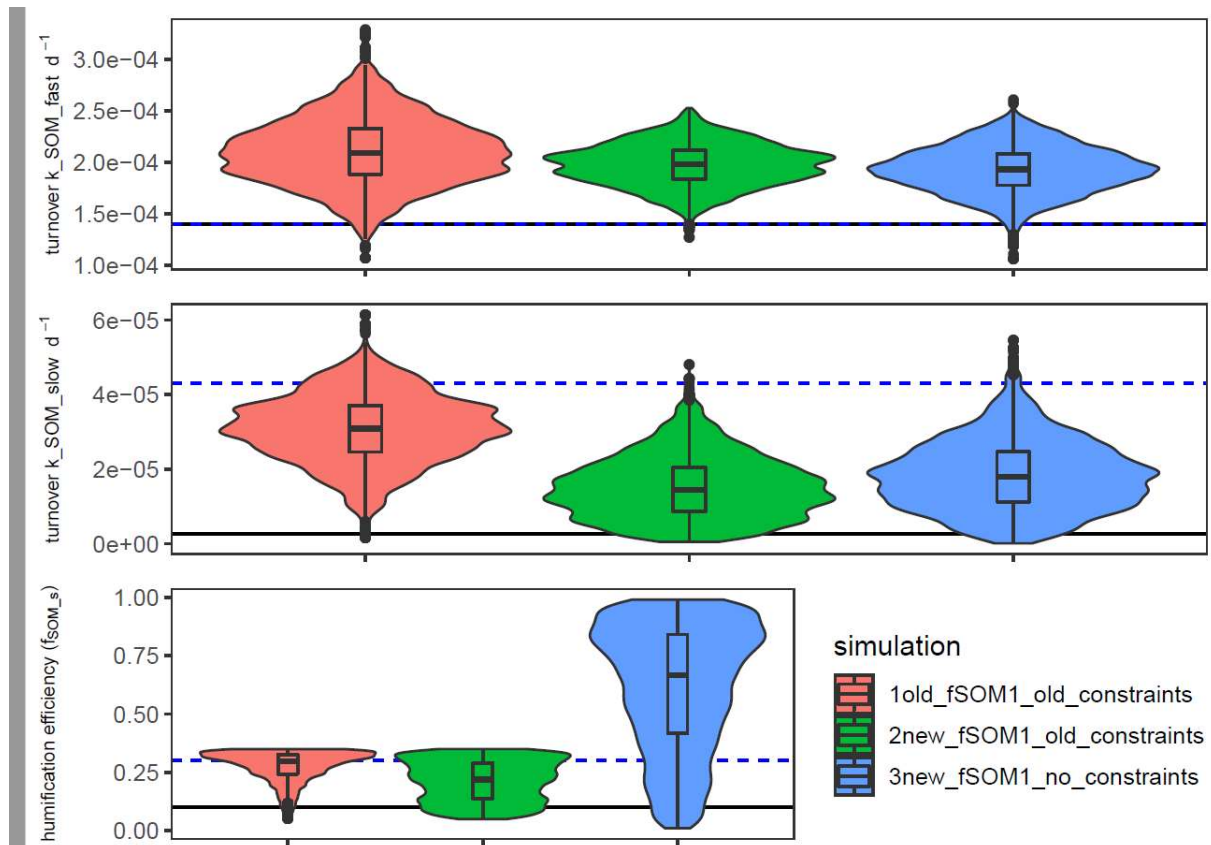 turnover k_SOM_fast d⁻¹
3.0e−04
2.5e−04
2.0e−04
1.5e−04
1.0e−04
turnover k_SOM_slow d⁻¹
6e−05
4e−05
2e−05
0e+00
humification efficiency (fSOM_s)
1.00
0.75
0.50
0.25
0.00
simulation
1old_fSOM1_old_constraints
2new_fSOM1_old_constraints
3new_fSOM1_no_constraints